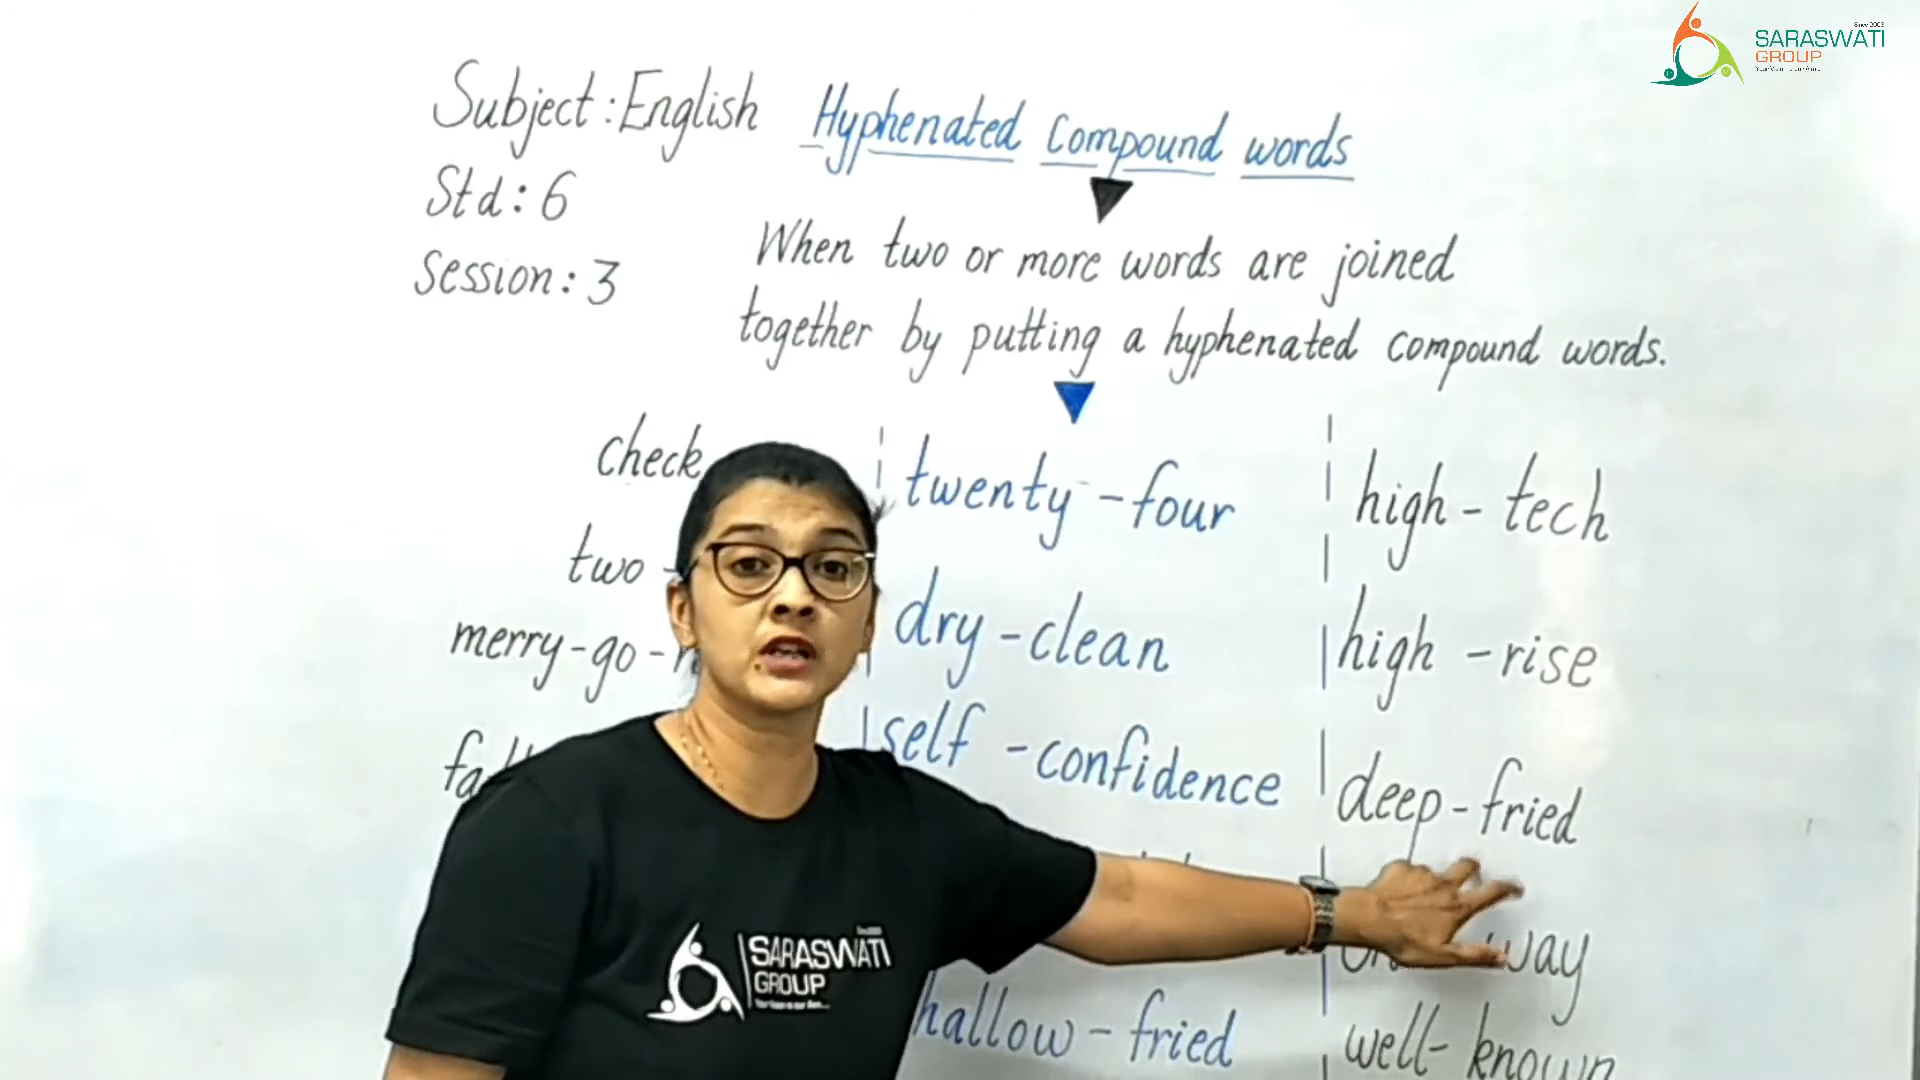 Since 2003
SARASWATI
GROUP
Subject : English
Std : 6
Session : 3
Hyphenated Compound words
When two or more words are joined
together by putting a hyphenated compound words.
check
two -
merry-go-
twenty - four
dry - clean
self - confidence
hallow - fried
high - tech
high - rise
deep - fried
way
well - known
SARASWATI
GROUP